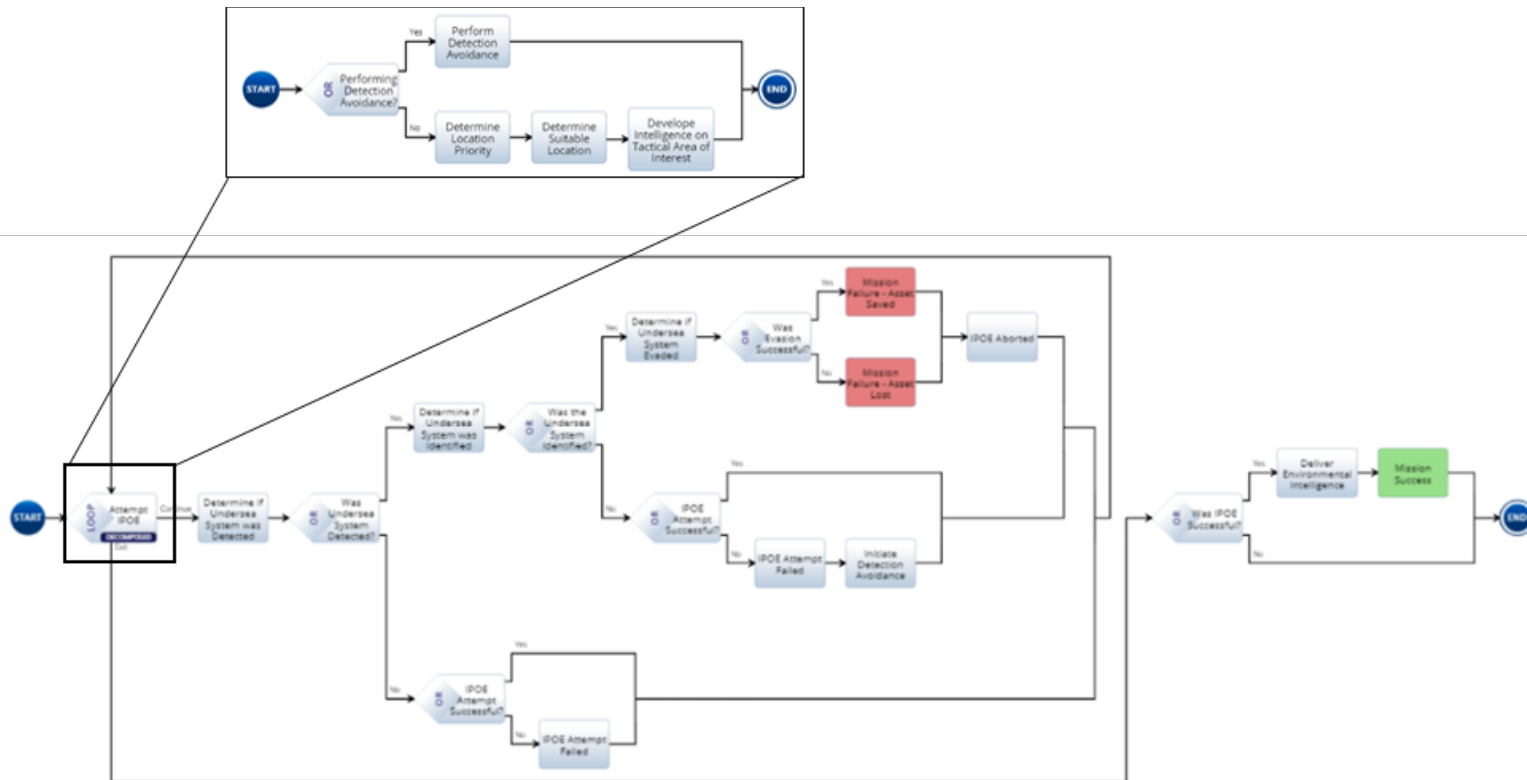 Yes
Perform
Detection
Avoidance
START
OR
Performing
Detection
Avoidance?
END
No
Determine
Location
Priority
Determine
Suitable
Location
Develope
Intelligence on
Tactical Area of
Interest
Yes
Mission
Failure - Asset
Saved
Yes
Determine if
Undersea
System
Evaded
OR
Was
Evasion
Successful?
IPOE Aborted
No
Mission
Failure - Asset
Lost
Yes
Determine if
Undersea
System was
Identified
OR
Was the
Undersea
System
Identified?
Yes
Yes
Deliver
Environmental
Intelligence
Mission
Success
START
LOOP
Attempt
IPOE
DECOMPOSED
Continue
Exit
Determine if
Undersea
System was
Detected
OR
Was
Undersea
System
Detected?
No
OR
IPOE
Attempt
Successful?
OR
Was IPOE
Successful?
END
No
IPOE Attempt
Failed
Initiate
Detection
Avoidance
No
Yes
No
OR
IPOE
Attempt
Successful?
No
IPOE Attempt
Failed